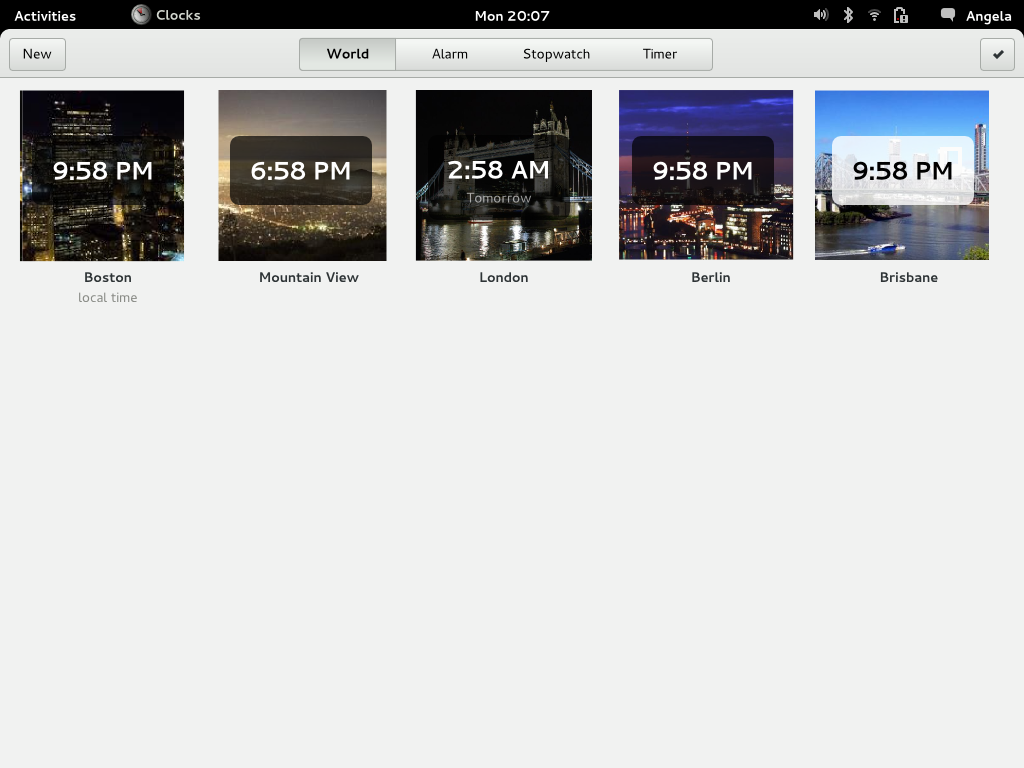 Activities
Clocks
Mon 20:07
Angela
New
World
Alarm
Stopwatch
Timer
9:58 PM
6:58 PM
2:58 AM
Tomorrow
9:58 PM
9:58 PM
Boston
Mountain View
London
Berlin
Brisbane
local time